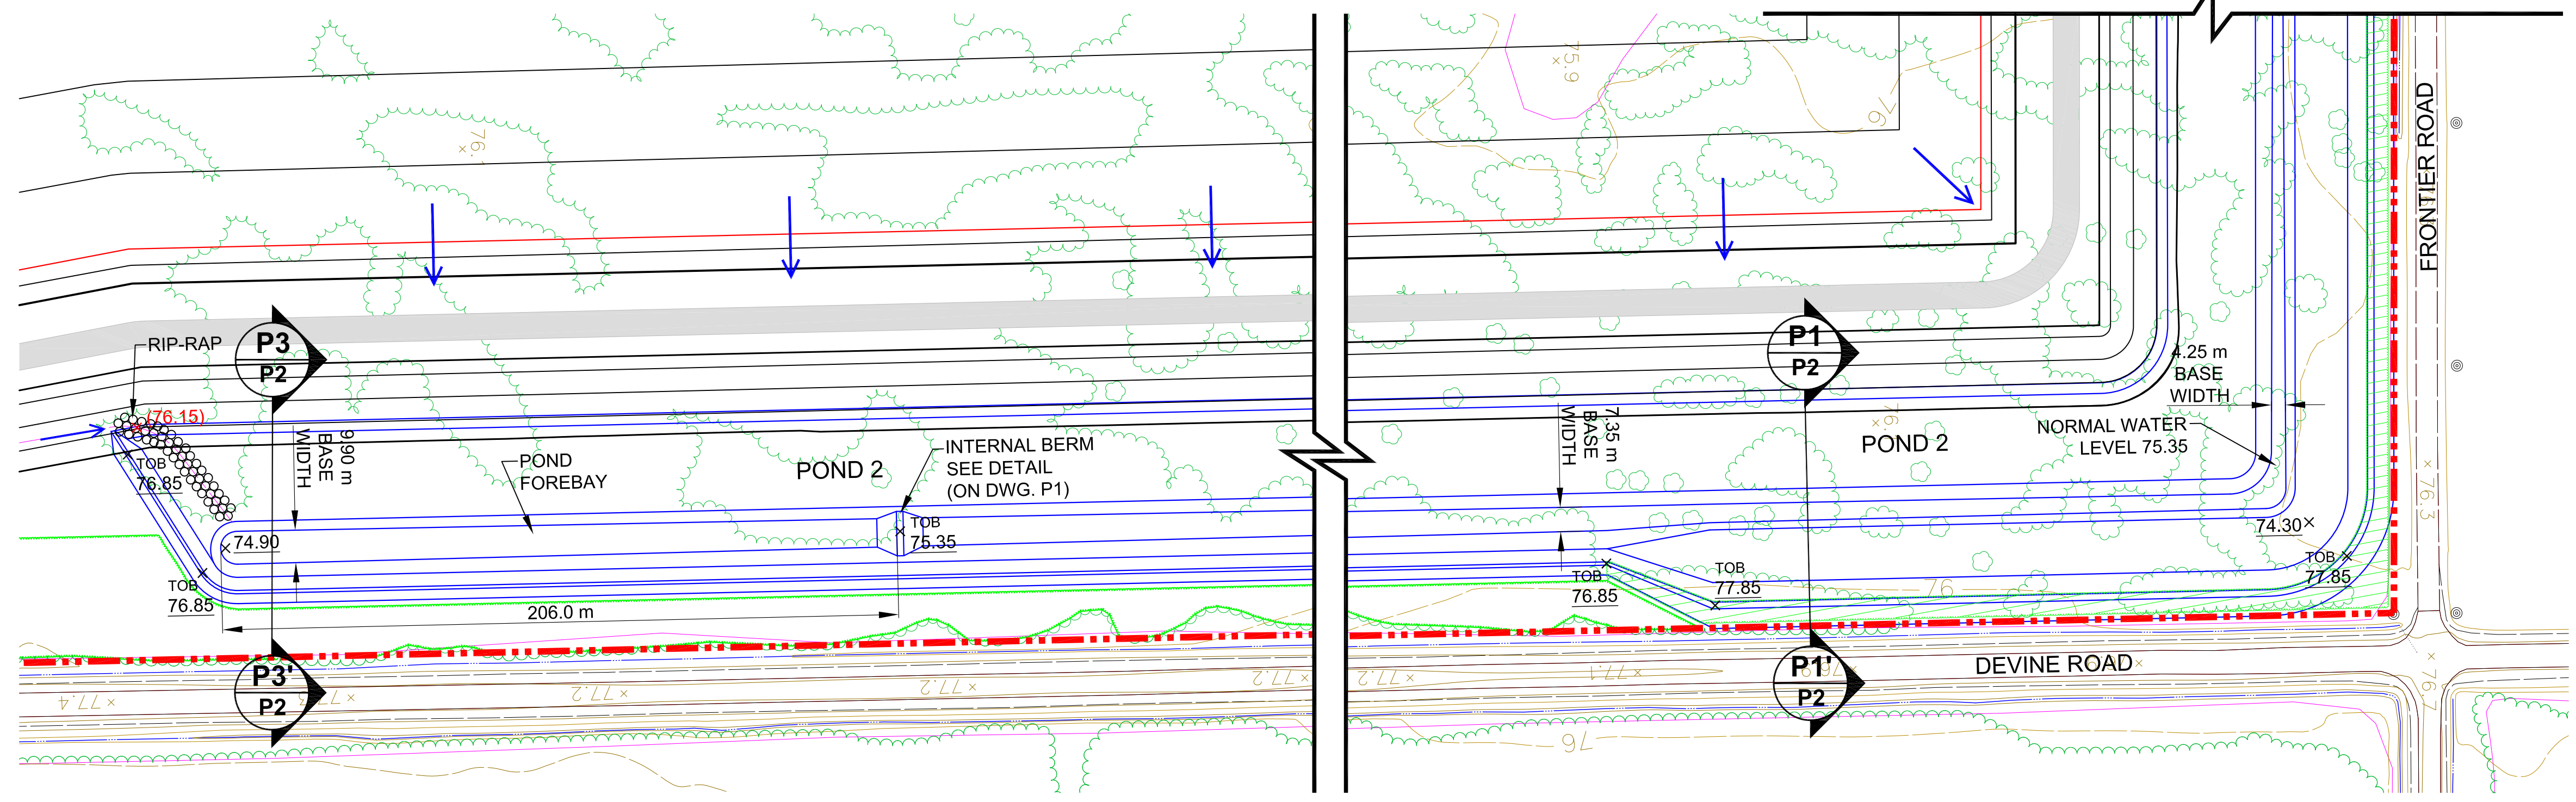 75.9
76
FRONTIER ROAD
76.
RIP-RAP
P3
P2
P1
P2
4.25 m
BASE
WIDTH
(76.15)
TOB
76.85
9.90 m
BASE
WIDTH
POND
FOREBAY
POND 2
INTERNAL BERM
SEE DETAIL
(ON DWG. P1)
7.35 m
BASE
WIDTH
76.
POND 2
NORMAL WATER
LEVEL 75.35
76.3
74.90
TOB
75.35
74.30
TOB
77.85
TOB
76.85
206.0 m
TOB
76.85
TOB
77.85
76
P3'
P2
P1'
P2
DEVINE ROAD
77.4
77.2
77.2
77.2
77.2
77.1
76.7
76